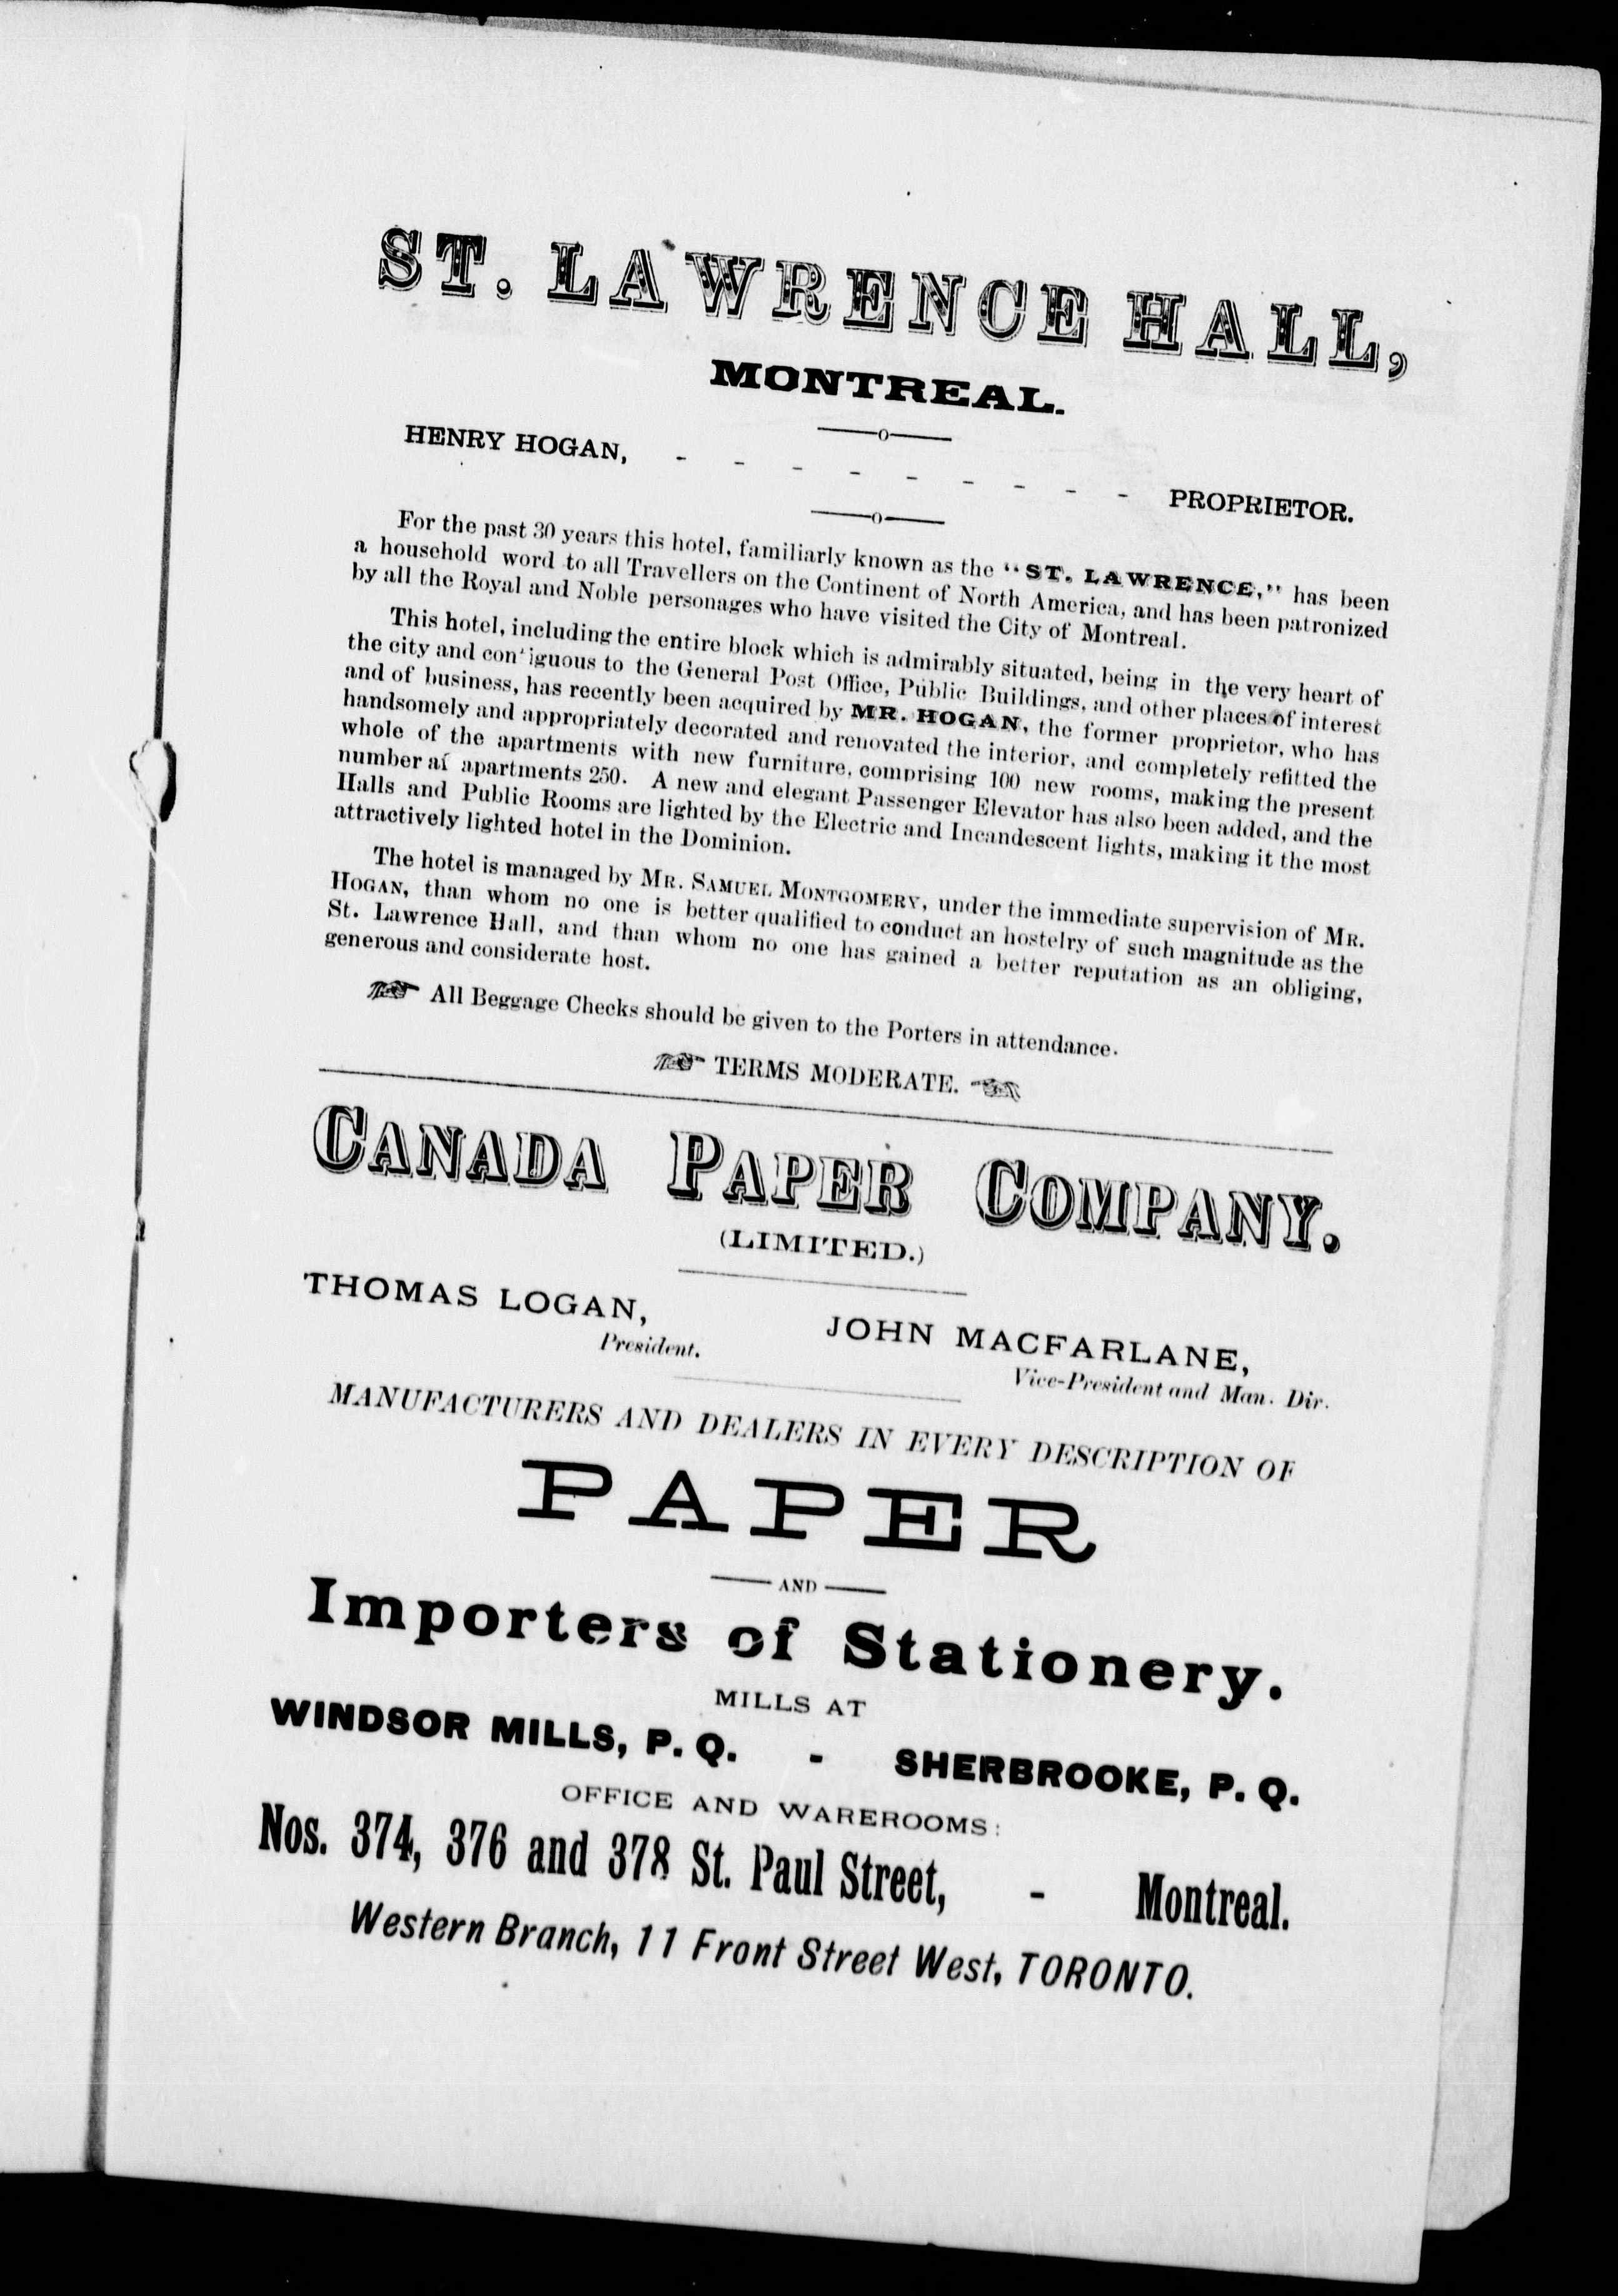 ST. LAWRENCE HALL,
MONTREAL.
HENRY HOGAN, - - - - - - - - - PROPRIETOR.
For the past 30 years this hotel, familiarly known as the "ST. LAWRENCE," has been
a household word to all Travellers on the Continent of North America, and has been patronized
by all the Royal and Noble personages who have visited the City of Montreal.
This hotel, including the entire block which is admirably situated, being in the very heart of
the city and con'iguous to the General Post Office, Public Buildings, and other places of interest
and of business, has recently been acquired by MR. HOGAN, the former proprietor, who has
handsomely and appropriately decorated and renovated the interior, and completely refitted the
whole of the apartments with new furniture, comprising 100 new rooms, making the present
number af apartments 250. A new and elegant Passenger Elevator has also been added, and the
Halls and Public Rooms are lighted by the Electric and Incandescent lights, making it the most
attractively lighted hotel in the Dominion.
The hotel is managed by MR. SAMUEL MONTGOMERY, under the immediate supervision of MR.
HOGAN, than whom no one is better qualified to conduct an hostelry of such magnitude as the
St. Lawrence Hall, and than whom no one has gained a better reputation as an obliging,
generous and considerate host.
All Beggage Checks should be given to the Porters in attendance.
TERMS MODERATE.
CANADA PAPER COMPANY.
(LIMITED.)
THOMAS LOGAN,
President.
JOHN MACFARLANE,
Vice-President and Man. Dir.
MANUFACTURERS AND DEALERS IN EVERY DESCRIPTION OF
PAPER
AND
Importers of Stationery.
MILLS AT
WINDSOR MILLS, P. Q. - SHERBROOKE, P. Q.
OFFICE AND WAREROOMS:
Nos. 374, 376 and 378 St. Paul Street, - Montreal.
Western Branch, 11 Front Street West, TORONTO.